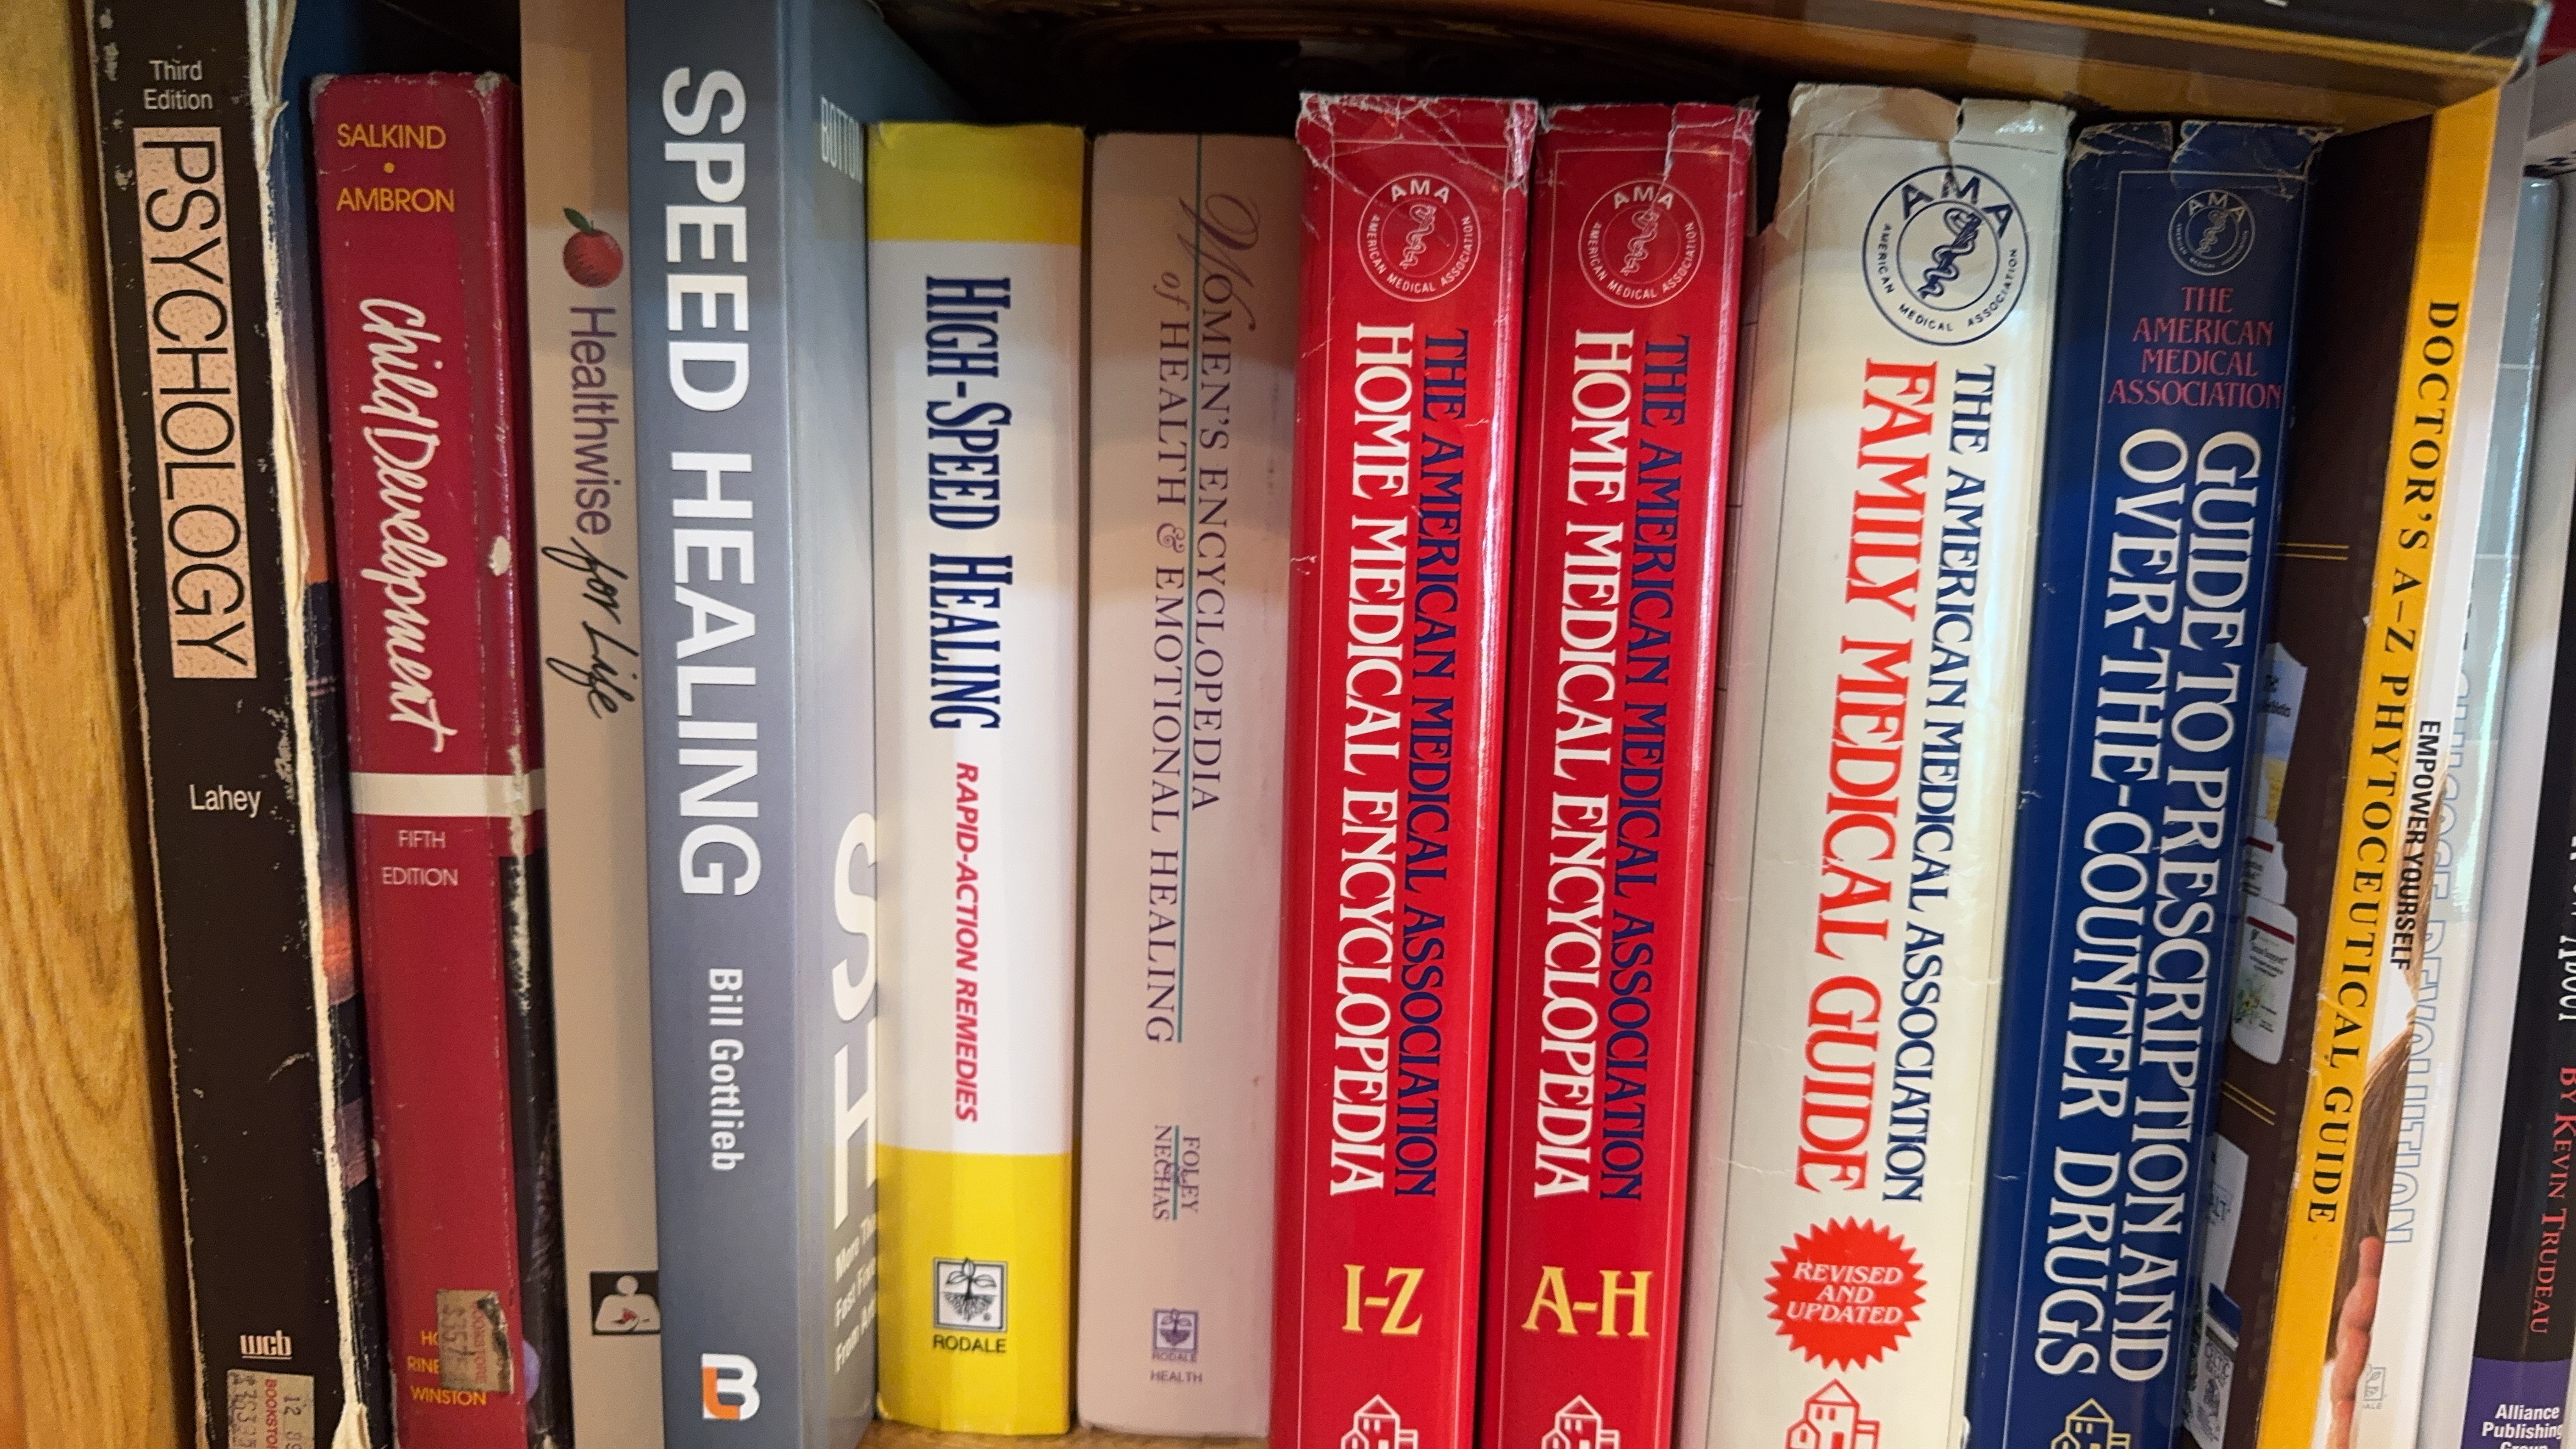 Third
Edition
PSYCHOLOGY
Lahey
wcb
SALKIND
•
AMBRON
Child Development
FIFTH
EDITION
WINSTON
Healthwise
for Life
SPEED HEALING
Bill Gottlieb
B
HIGH-SPEED HEALING
RAPID-ACTION REMEDIES
RODALE
WOMEN'S ENCYCLOPEDIA
of HEALTH & EMOTIONAL HEALING
FOLEY
&
NECHAS
RODALE
HEALTH
AMA
AMERICAN MEDICAL ASSOCIATION
THE AMERICAN MEDICAL ASSOCIATION
HOME MEDICAL ENCYCLOPEDIA
I-Z
AMA
AMERICAN MEDICAL ASSOCIATION
THE AMERICAN MEDICAL ASSOCIATION
HOME MEDICAL ENCYCLOPEDIA
A-H
AMA
AMERICAN MEDICAL ASSOCIATION
THE AMERICAN MEDICAL ASSOCIATION
FAMILY MEDICAL GUIDE
REVISED
AND
UPDATED
AMA
AMERICAN MEDICAL ASSOCIATION
THE
AMERICAN
MEDICAL
ASSOCIATION
GUIDE TO PRESCRIPTION AND
OVER-THE-COUNTER DRUGS
DOCTOR'S A–Z PHYTOCEUTICAL GUIDE
EMPOWER YOURSELF
BY KEVIN TRUDEAU
Alliance
Publishing